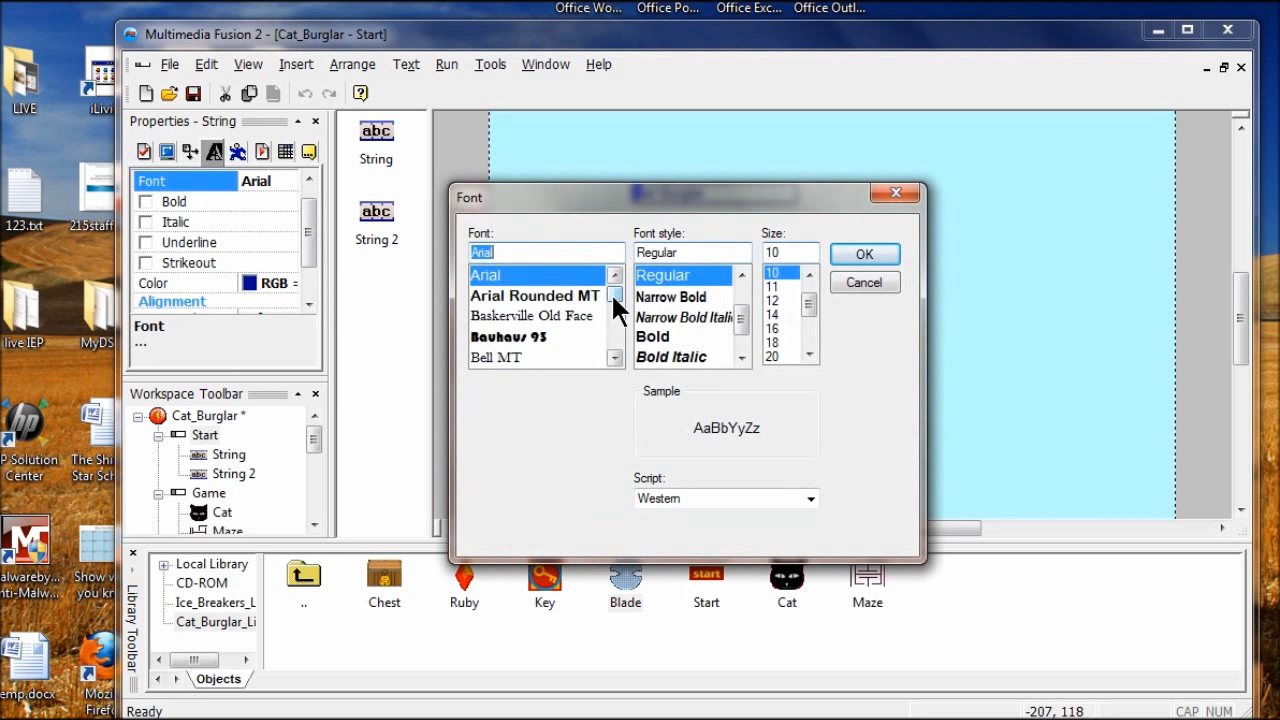 Office Wo... Office Po... Office Exc... Office Outl...
Multimedia Fusion 2 - [Cat_Burglar - Start]
File Edit View Insert Arrange Text Run Tools Window Help
Properties - String
Font Arial
Bold
Italic
Underline
Strikeout
Color RGB =
Alignment
Font
...
Workspace Toolbar
Cat_Burglar *
Start
String
String 2
Game
Cat
Maze
abc
String
abc
String 2
Font
Font:
Arial
Arial
Arial Rounded MT
Baskerville Old Face
Bauhaus 93
Bell MT
Font style:
Regular
Regular
Narrow Bold
Narrow Bold Itali
Bold
Bold Italic
Size:
10
10
11
12
14
16
18
20
OK
Cancel
Sample
AaBbYyZz
Script:
Western
Library Toolbar
Local Library
CD-ROM
Ice_Breakers_L
Cat_Burglar_Li
Objects
..
Chest
Ruby
Key
Blade
start
Start
Cat
Maze
Ready
-207, 118
CAP NUM
LIVE
iLivi
123.txt
215staff
live IEP
MyDS
hp
P Solution
Center
The Shi
Star Sch
alwareby...
nti-Malw...
Show w
you kn
emp.docx
Mozi
Firef